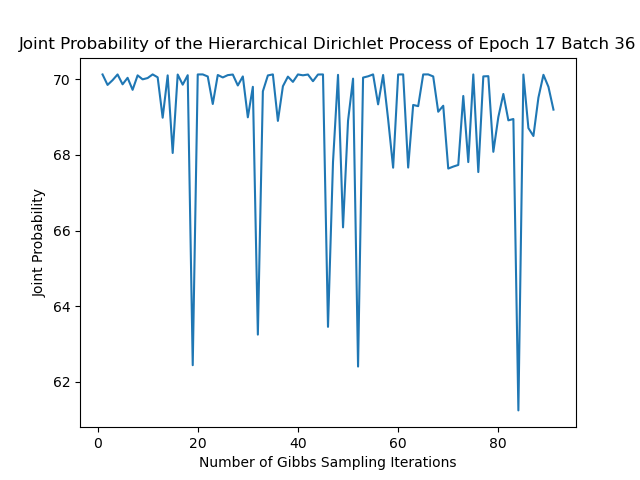 Joint Probability of the Hierarchical Dirichlet Process of Epoch 17 Batch 36
70
68
66
64
62
Joint Probability
0 20 40 60 80
Number of Gibbs Sampling Iterations